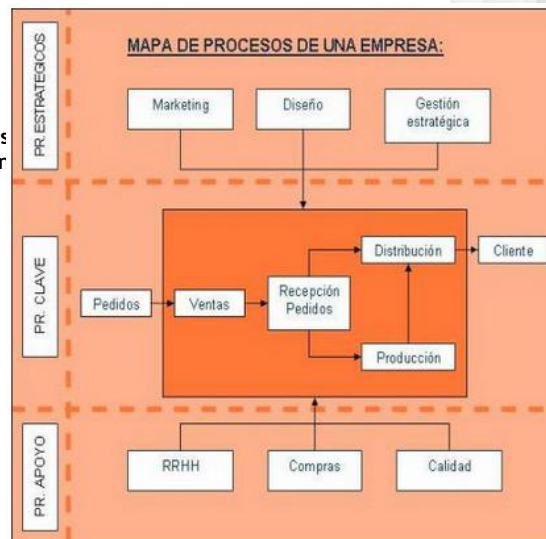 MAPA DE PROCESOS DE UNA EMPRESA:
PR.ESTRATEGICOS
Marketing
Diseño
Gestión
estratégica
PR. CLAVE
Pedidos
Ventas
Recepción
Pedidos
Distribución
Cliente
Producción
PR. APOYO
RRHH
Compras
Calidad